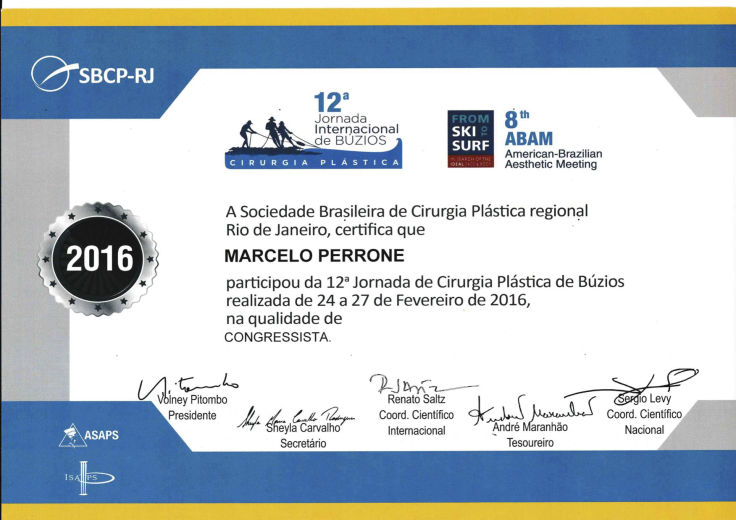 SBCP-RJ
12ª
Jornada
Internacional
de BÚZIOS
CIRURGIA PLÁSTICA
FROM
SKI
TO
SURF
IN SEARCH OF THE
IDEAL FACE & BODY
8th
ABAM
American-Brazilian
Aesthetic Meeting
A Sociedade Brasileira de Cirurgia Plástica regional
Rio de Janeiro, certifica que
MARCELO PERRONE
2016
participou da 12ª Jornada de Cirurgia Plástica de Búzios
realizada de 24 a 27 de Fevereiro de 2016,
na qualidade de
CONGRESSISTA.
Volney Pitombo
Presidente
Sheyla Carvalho
Secretário
Renato Saltz
Coord. Científico
Internacional
André Maranhão
Tesoureiro
Sergio Levy
Coord. Científico
Nacional
ASAPS
ISAPS